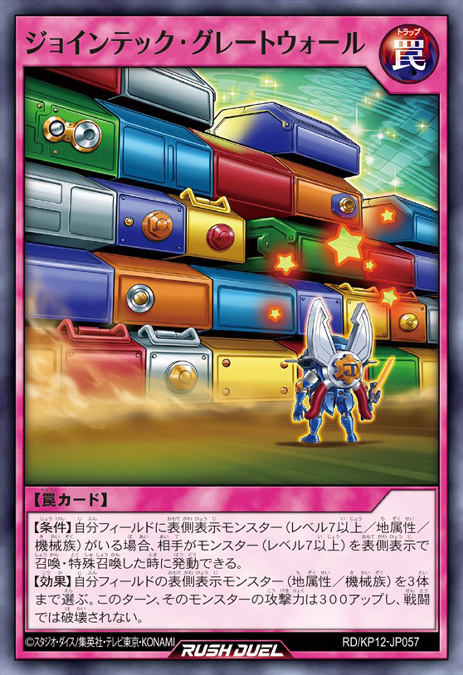 ジョインテック・グレートウォール
トラップ
罠
【罠カード】
【条件】自分フィールドに表側表示モンスター(レベル7以上/地属性/
機械族)がいる場合、相手がモンスター(レベル7以上)を表側表示で
召喚・特殊召喚した時に発動できる。
【効果】自分フィールドの表側表示モンスター(地属性/機械族)を3体
まで選ぶ。このターン、そのモンスターの攻撃力は300アップし、戦闘
では破壊されない。
©スタジオ・ダイス/集英社・テレビ東京・KONAMI
RUSH DUEL
RD/KP12-JP057